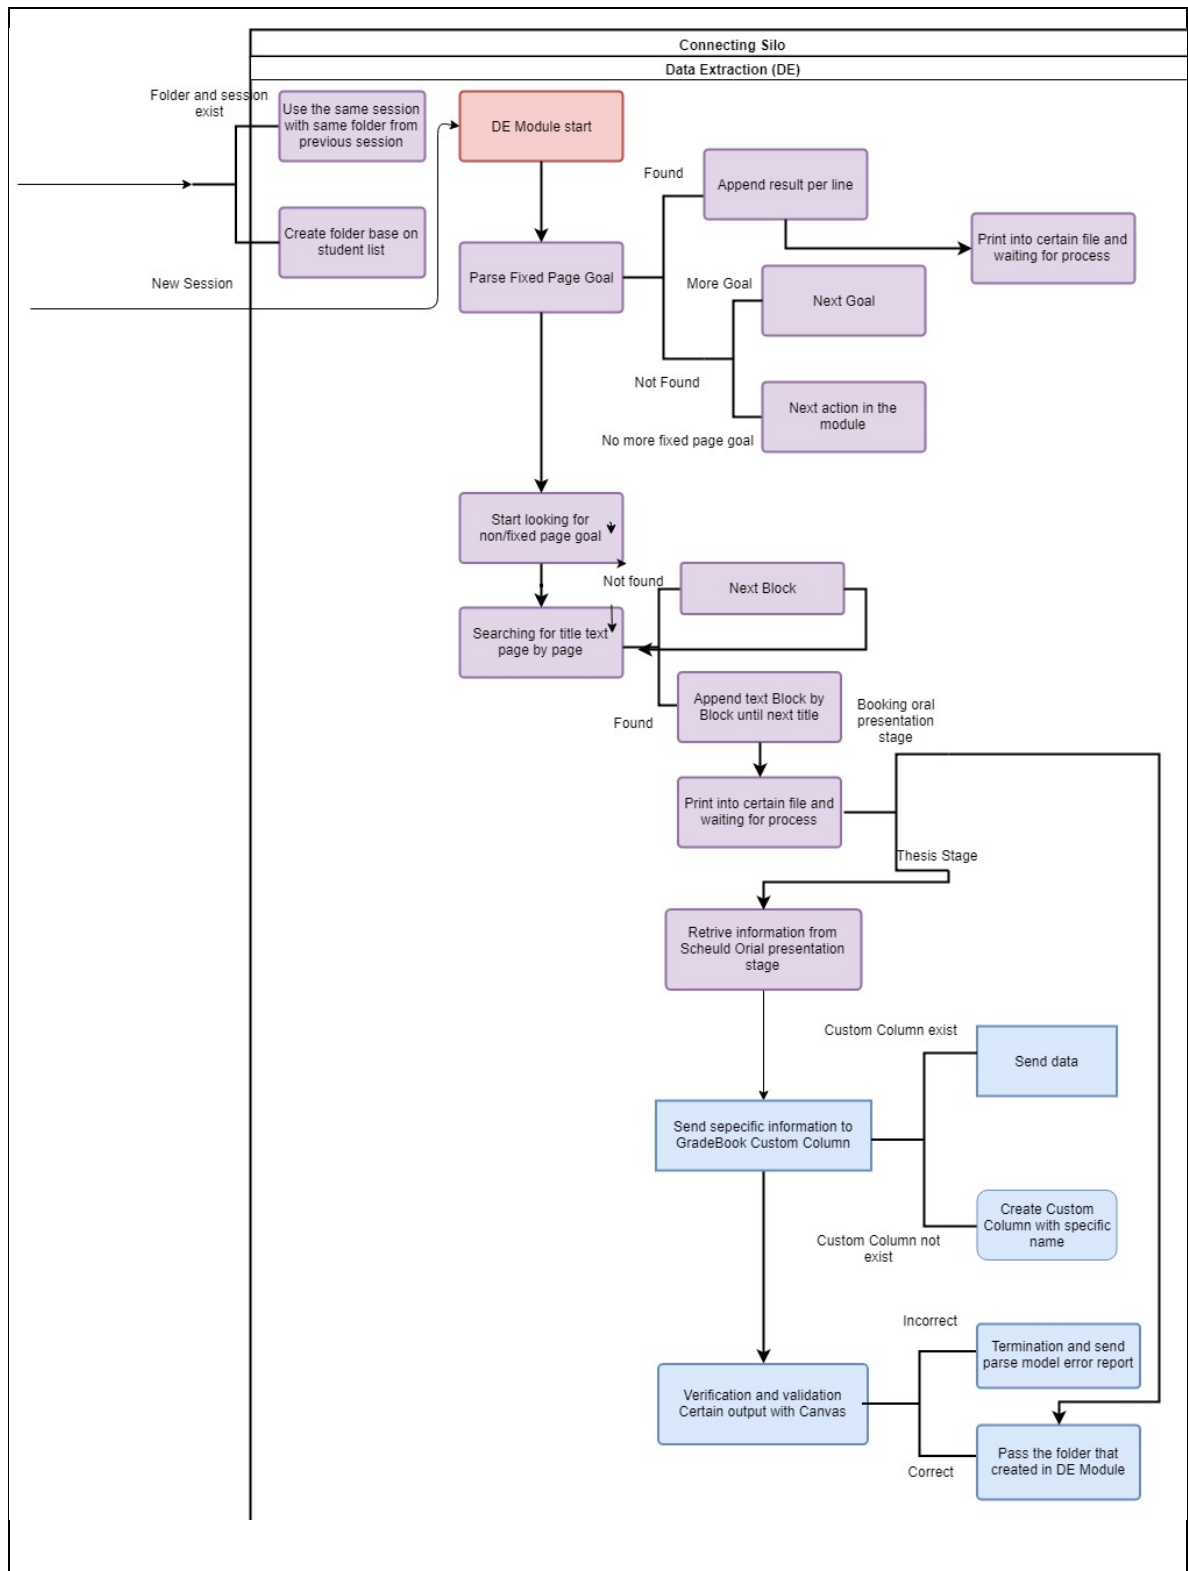 Connecting Silo
Data Extraction (DE)
Folder and session
exist
Use the same session
with same folder from
previous session
DE Module start
Found
Append result per line
Create folder base on
student list
New Session
Parse Fixed Page Goal
Print into certain file and
waiting for process
More Goal
Next Goal
Not Found
Next action in the
module
No more fixed page goal
Start looking for
non/fixed page goal
Not found
Next Block
Searching for title text
page by page
Append text Block by
Block until next title
Found
Booking oral
presentation
stage
Print into certain file and
waiting for process
Thesis Stage
Retrive information from
Scheuld Orial presentation
stage
Custom Column exist
Send data
Send sepecific information to
GradeBook Custom Column
Create Custom
Column with specific
name
Custom Column not
exist
Incorrect
Termination and send
parse model error report
Verification and validation
Certain output with Canvas
Correct
Pass the folder that
created in DE Module